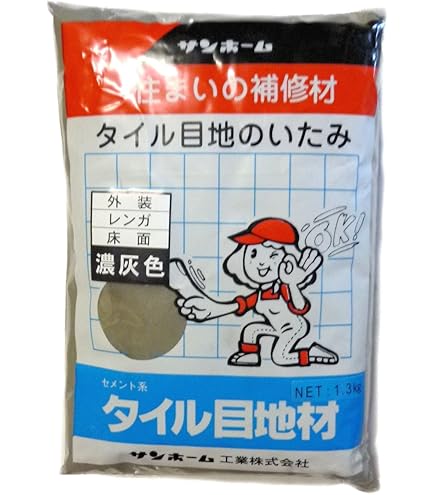 サンホーム
住まいの補修材
タイル目地のいたみ
外装
レンガ
床面
濃灰色
OK!
セメント系
NET:1.3kg
タイル目地材
サンホーム工業株式会社